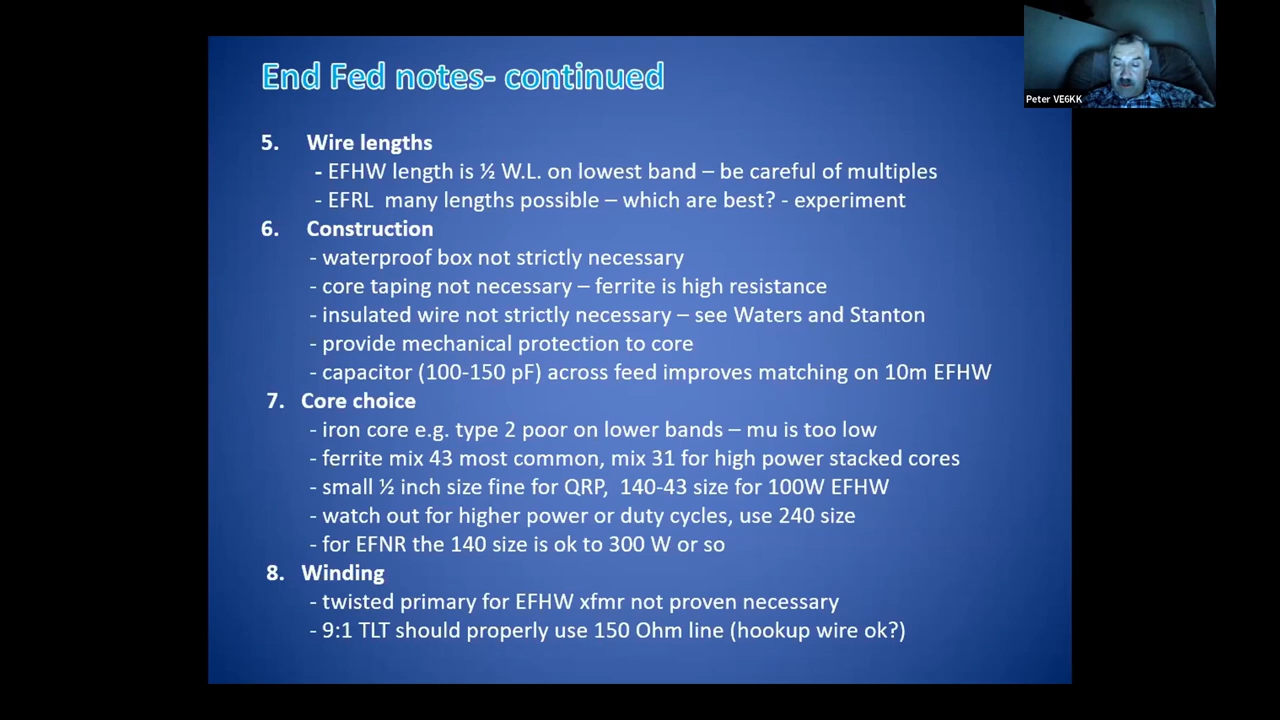 End Fed notes- continued
Peter VE6KK
5. Wire lengths
- EFHW length is ½ W.L. on lowest band – be careful of multiples
- EFRL many lengths possible – which are best? - experiment
6. Construction
- waterproof box not strictly necessary
- core taping not necessary – ferrite is high resistance
- insulated wire not strictly necessary – see Waters and Stanton
- provide mechanical protection to core
- capacitor (100-150 pF) across feed improves matching on 10m EFHW
7. Core choice
- iron core e.g. type 2 poor on lower bands – mu is too low
- ferrite mix 43 most common, mix 31 for high power stacked cores
- small ½ inch size fine for QRP, 140-43 size for 100W EFHW
- watch out for higher power or duty cycles, use 240 size
- for EFNR the 140 size is ok to 300 W or so
8. Winding
- twisted primary for EFHW xfmr not proven necessary
- 9:1 TLT should properly use 150 Ohm line (hookup wire ok?)